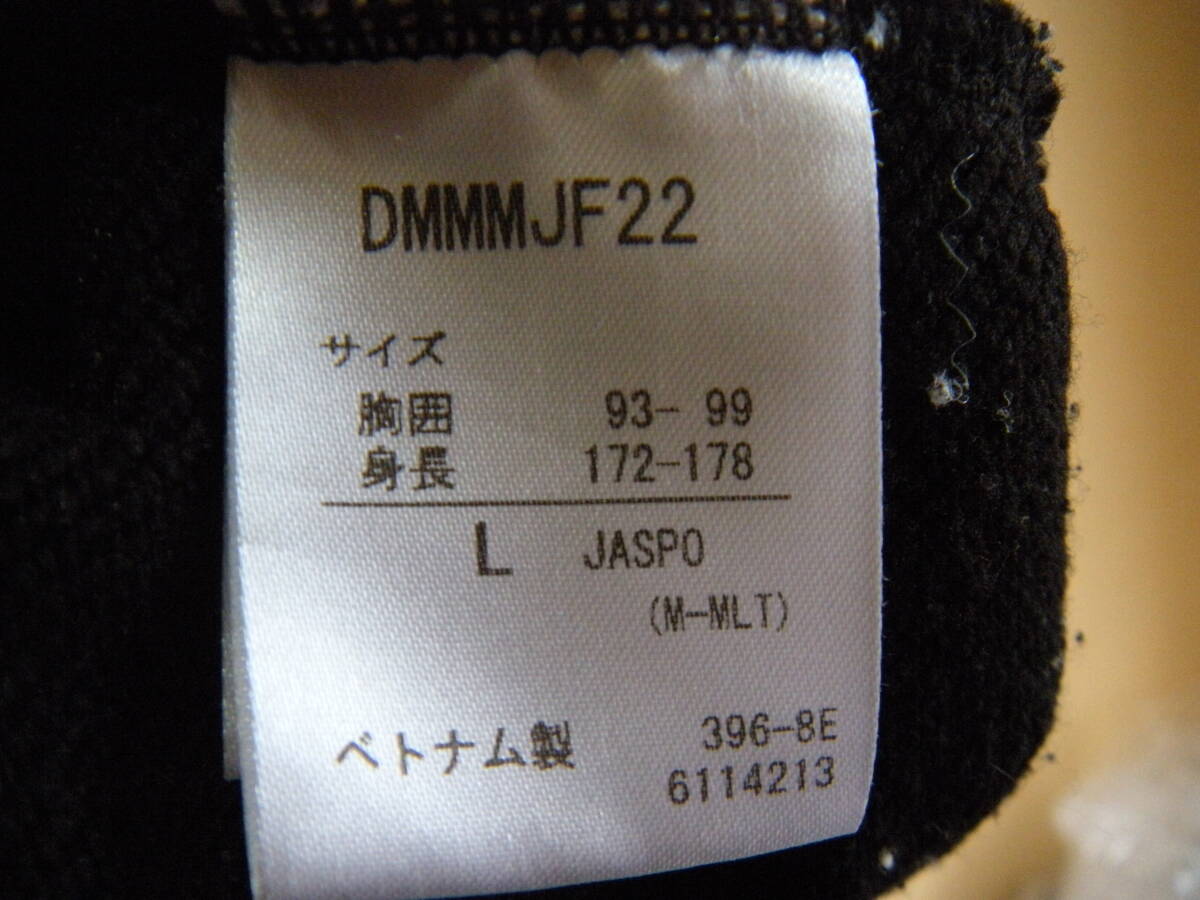 DMMMJF22
サイズ
胸囲 93- 99
身長 172-178
L JASPO
(M-MLT)
ベトナム製 396-8E
6114213